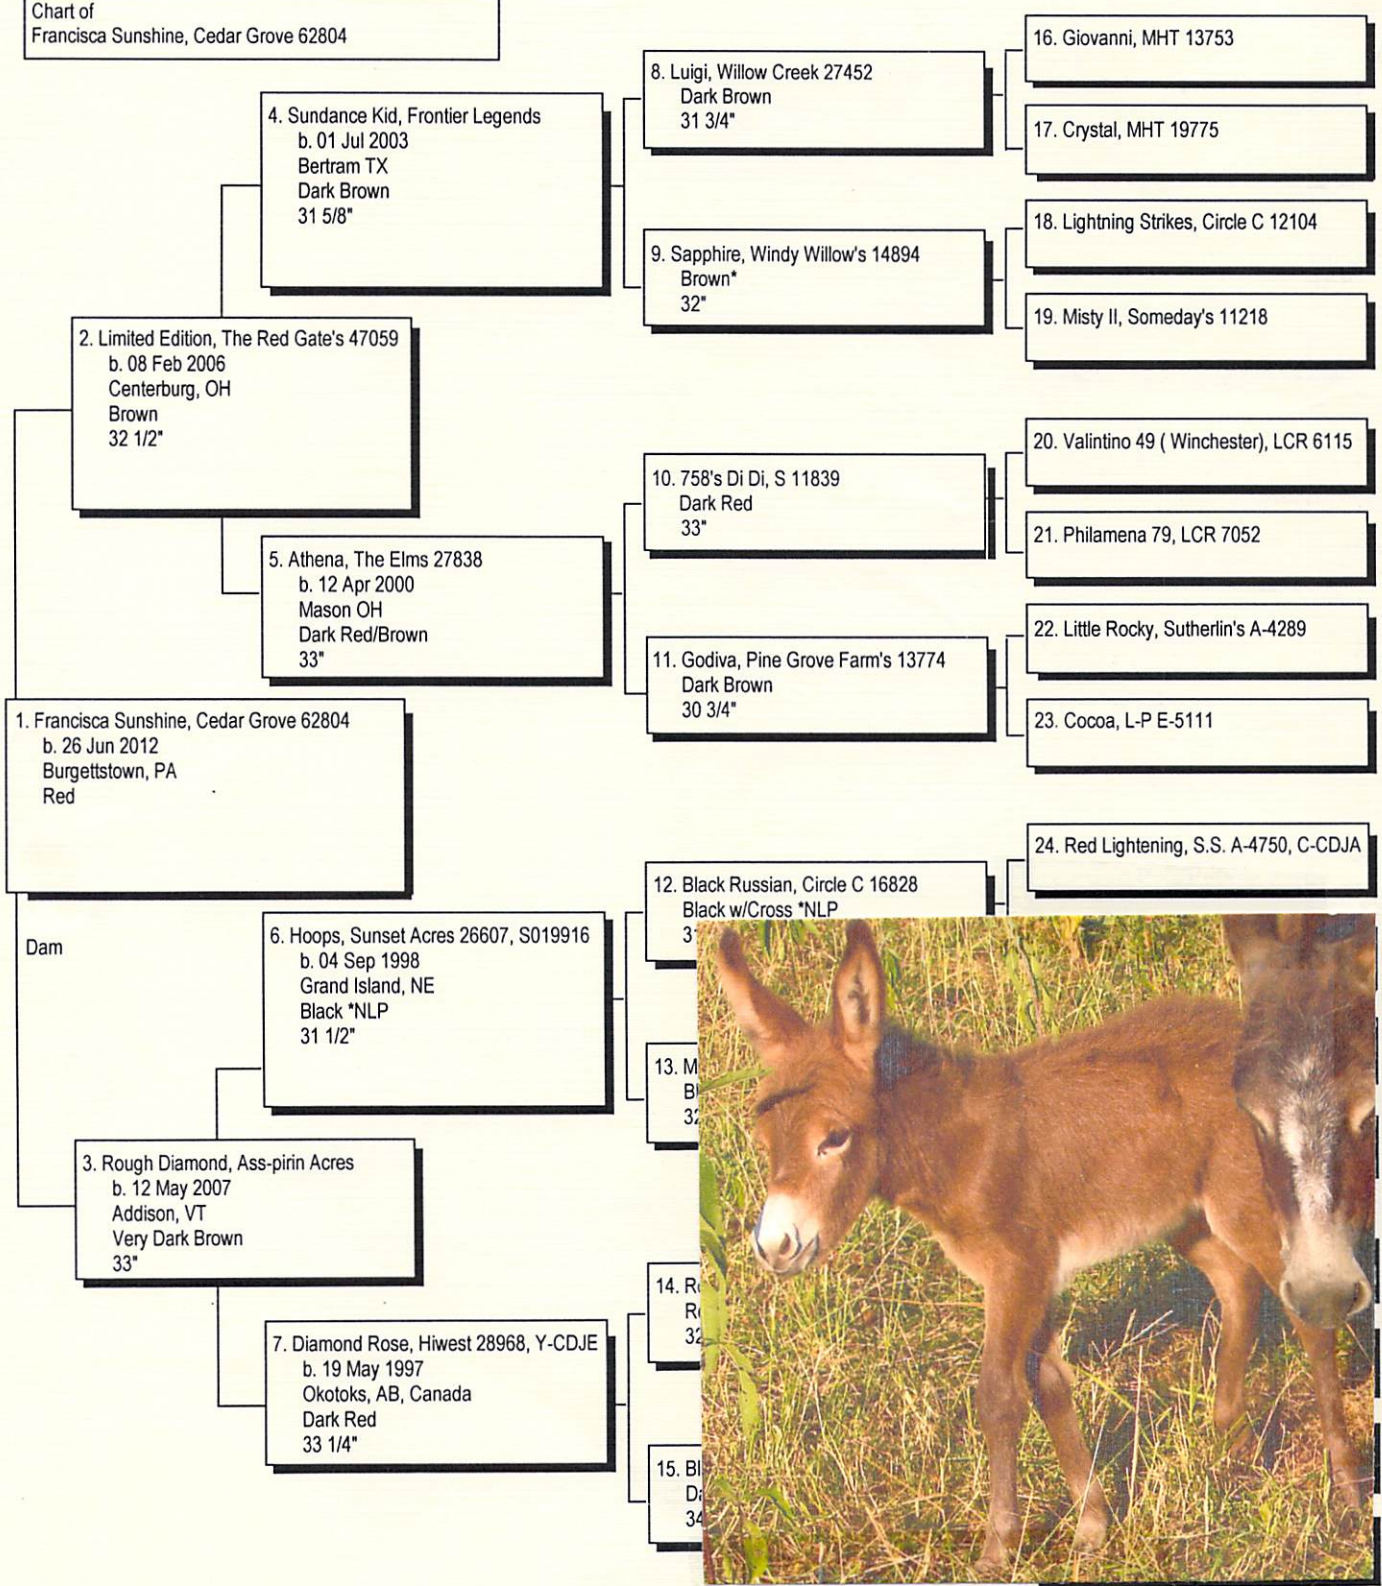 Chart of
Francisca Sunshine, Cedar Grove 62804
16. Giovanni, MHT 13753
8. Luigi, Willow Creek 27452
Dark Brown
31 3/4"
4. Sundance Kid, Frontier Legends
b. 01 Jul 2003
Bertram TX
Dark Brown
31 5/8"
17. Crystal, MHT 19775
18. Lightning Strikes, Circle C 12104
9. Sapphire, Windy Willow's 14894
Brown*
32"
19. Misty II, Someday's 11218
2. Limited Edition, The Red Gate's 47059
b. 08 Feb 2006
Centerburg, OH
Brown
32 1/2"
20. Valintino 49 ( Winchester), LCR 6115
10. 758's Di Di, S 11839
Dark Red
33"
21. Philamena 79, LCR 7052
5. Athena, The Elms 27838
b. 12 Apr 2000
Mason OH
Dark Red/Brown
33"
22. Little Rocky, Sutherlin's A-4289
11. Godiva, Pine Grove Farm's 13774
Dark Brown
30 3/4"
23. Cocoa, L-P E-5111
1. Francisca Sunshine, Cedar Grove 62804
b. 26 Jun 2012
Burgettstown, PA
Red
24. Red Lightening, S.S. A-4750, C-CDJA
12. Black Russian, Circle C 16828
Black w/Cross *NLP
Dam
6. Hoops, Sunset Acres 26607, S019916
b. 04 Sep 1998
Grand Island, NE
Black *NLP
31 1/2"
13.
3. Rough Diamond, Ass-pirin Acres
b. 12 May 2007
Addison, VT
Very Dark Brown
33"
14.
7. Diamond Rose, Hiwest 28968, Y-CDJE
b. 19 May 1997
Okotoks, AB, Canada
Dark Red
33 1/4"
15.